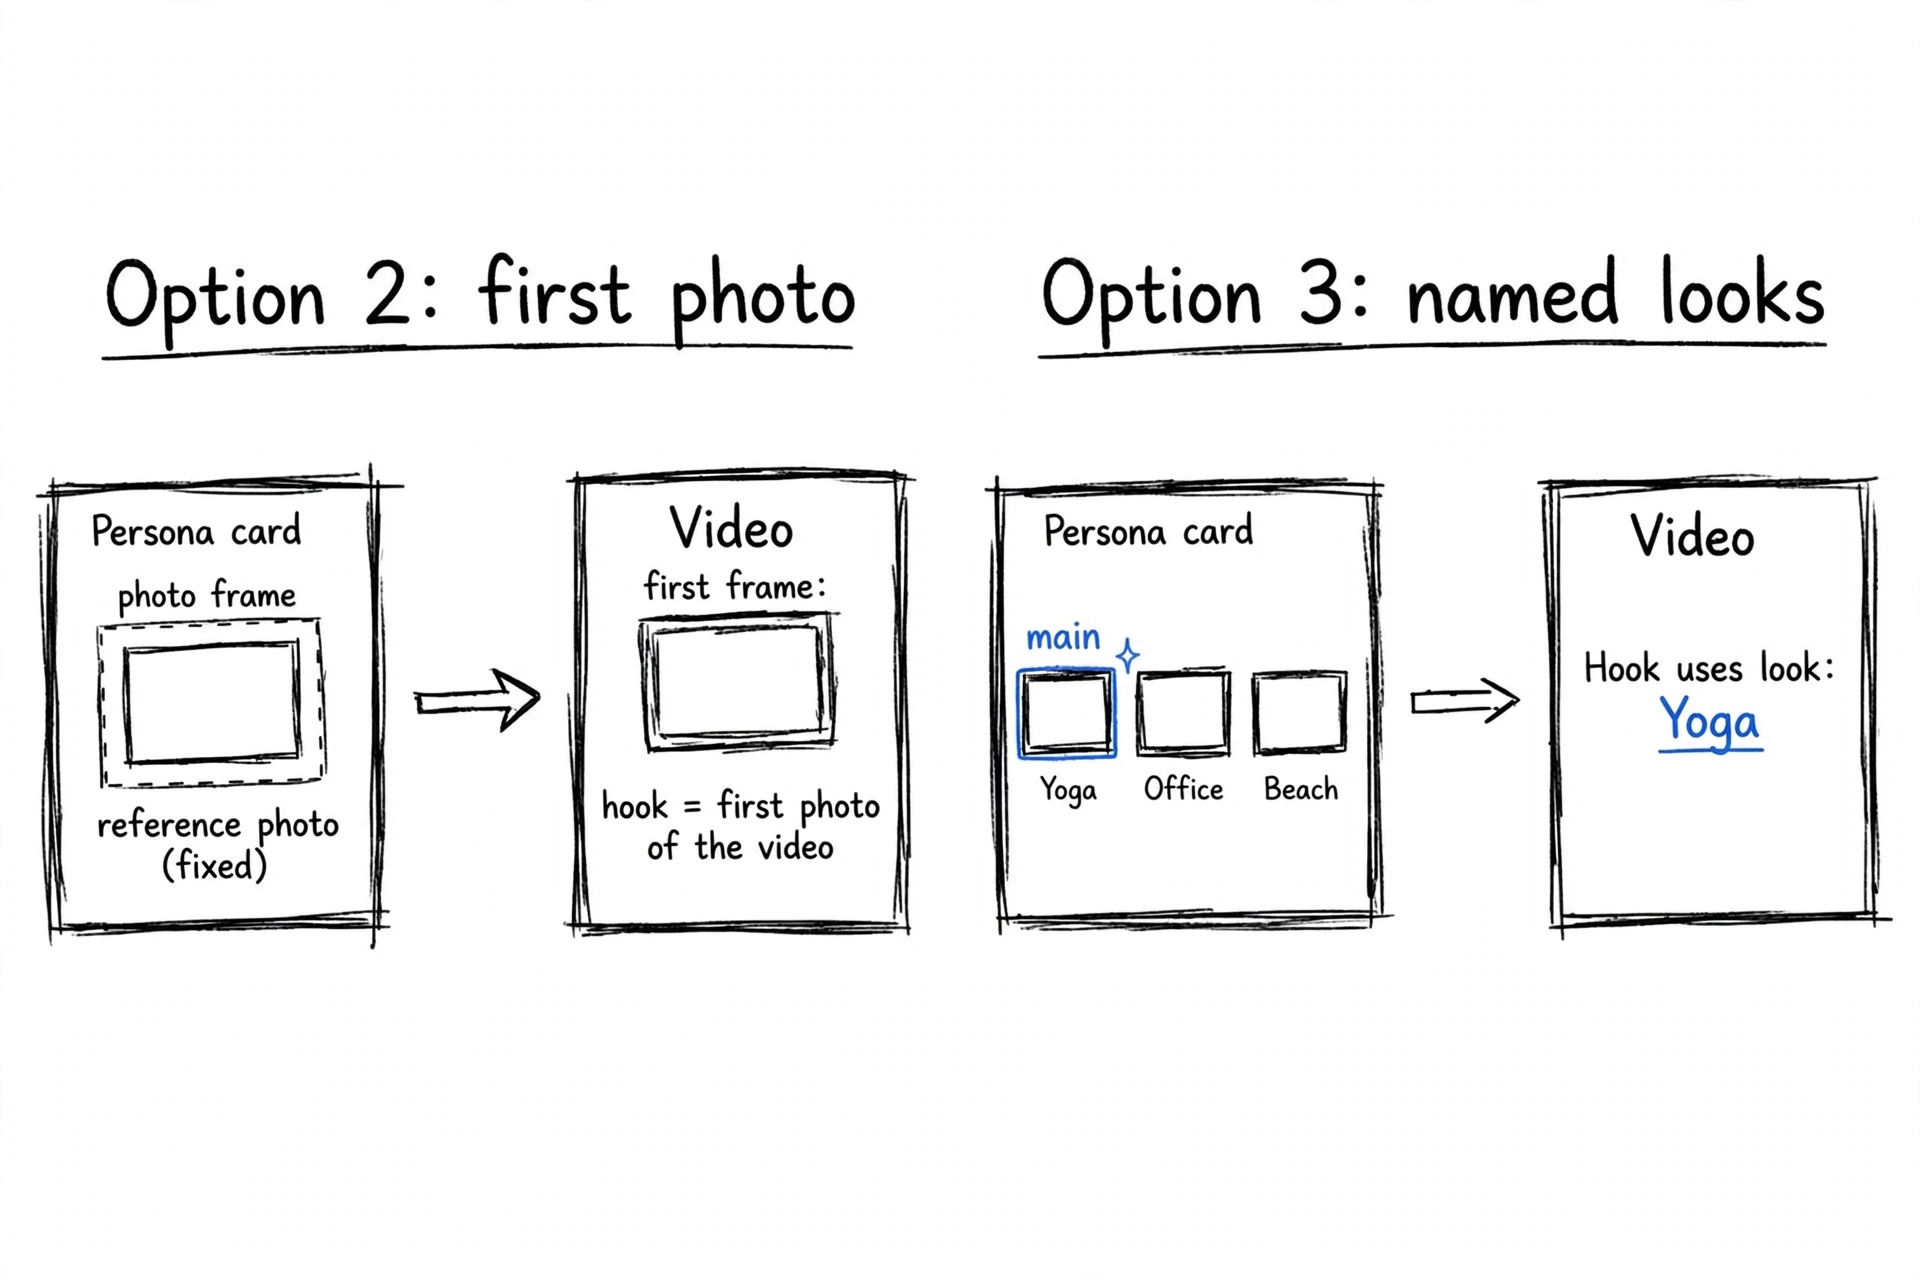 Option 2: first photo
Persona card
photo frame
reference photo
(fixed)
Video
first frame:
hook = first photo
of the video
Option 3: named looks
Persona card
main
Yoga
Office
Beach
Video
Hook uses look:
Yoga